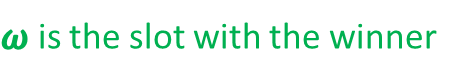 ω is the slot with the winner